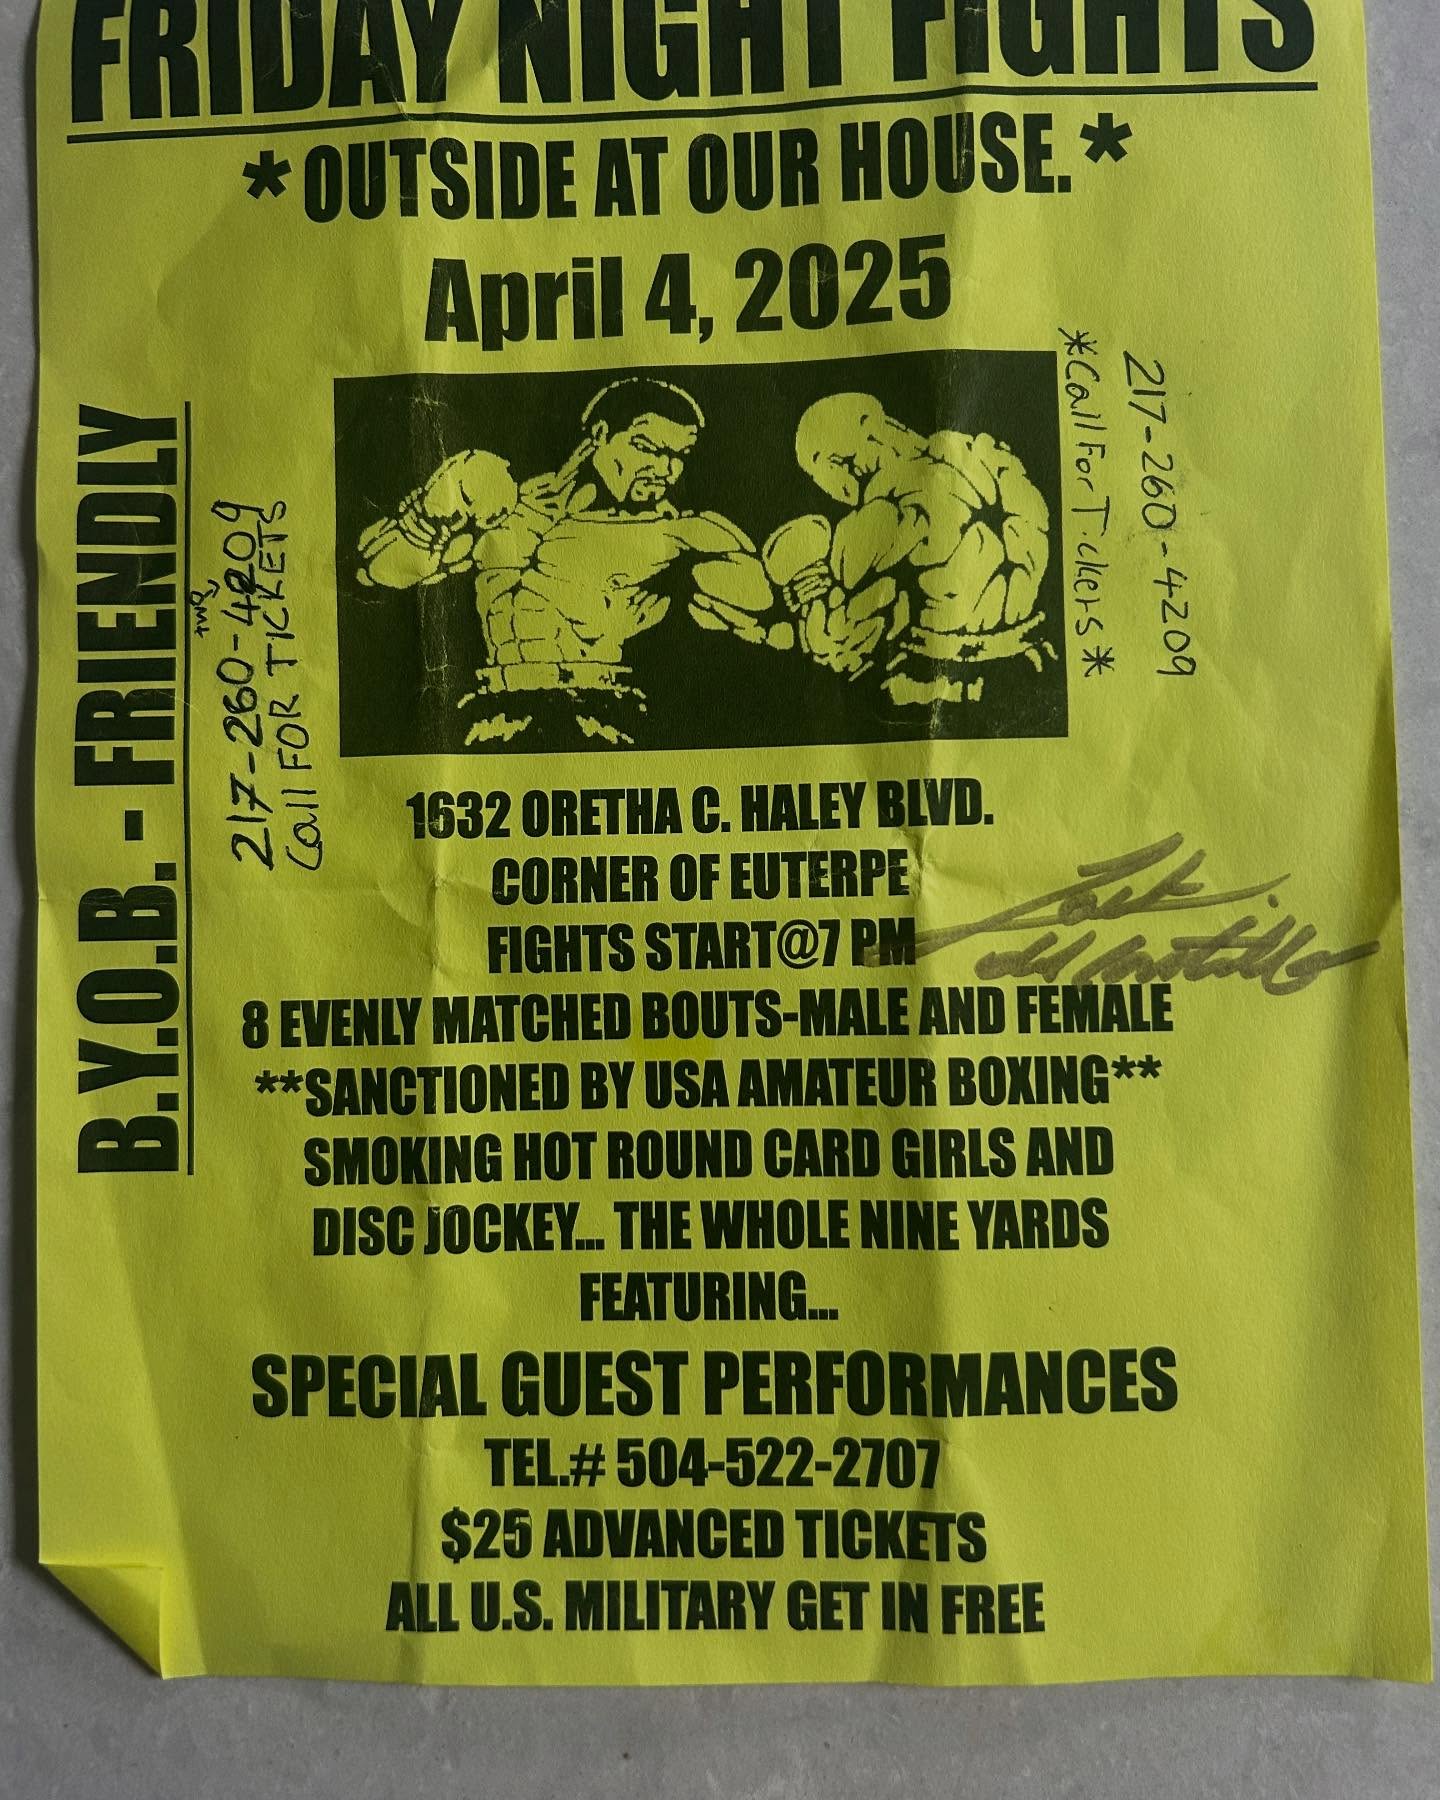 FRIDAY NIGHT FIGHTS
*OUTSIDE AT OUR HOUSE.*
April 4, 2025
B.Y.O.B. - FRIENDLY
217-260-4209
two
Call FOR TICKETS
217-260-4209
*Call For Tickets*
1632 ORETHA C. HALEY BLVD.
CORNER OF EUTERPE
FIGHTS START@7 PM
8 EVENLY MATCHED BOUTS-MALE AND FEMALE
**SANCTIONED BY USA AMATEUR BOXING**
SMOKING HOT ROUND CARD GIRLS AND
DISC JOCKEY... THE WHOLE NINE YARDS
FEATURING...
SPECIAL GUEST PERFORMANCES
TEL.# 504-522-2707
$25 ADVANCED TICKETS
ALL U.S. MILITARY GET IN FREE